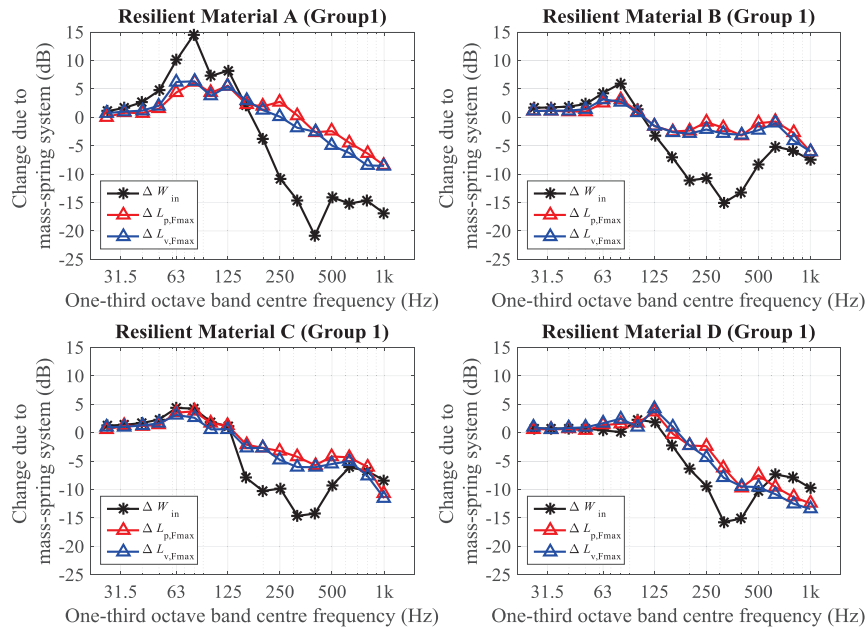 Resilient Material A (Group1)
Change due to
mass-spring system (dB)
15
10
5
0
-5
-10
-15
-20
-25
Δ W in
Δ L p,Fmax
Δ L v,Fmax
31.5 63 125 250 500 1k
One-third octave band centre frequency (Hz)
Resilient Material B (Group 1)
Change due to
mass-spring system (dB)
15
10
5
0
-5
-10
-15
-20
-25
Δ W in
Δ L p,Fmax
Δ L v,Fmax
31.5 63 125 250 500 1k
One-third octave band centre frequency (Hz)
Resilient Material C (Group 1)
Change due to
mass-spring system (dB)
15
10
5
0
-5
-10
-15
-20
-25
Δ W in
Δ L p,Fmax
Δ L v,Fmax
31.5 63 125 250 500 1k
One-third octave band centre frequency (Hz)
Resilient Material D (Group 1)
Change due to
mass-spring system (dB)
15
10
5
0
-5
-10
-15
-20
-25
Δ W in
Δ L p,Fmax
Δ L v,Fmax
31.5 63 125 250 500 1k
One-third octave band centre frequency (Hz)